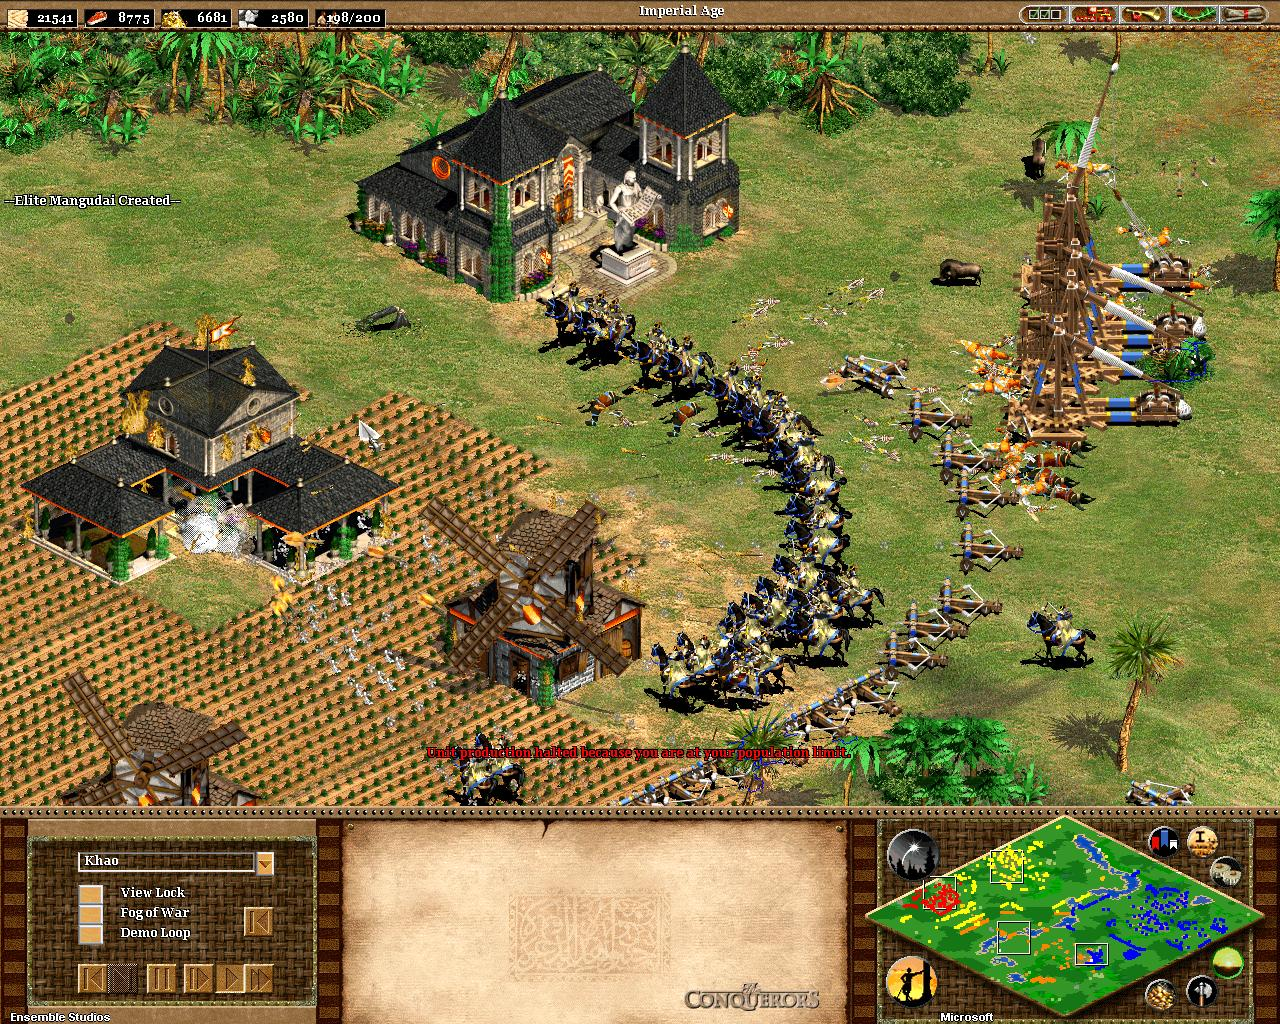 21541 8775 6681 2580 198/200
Imperial Age
--Elite Mangudai Created--
Unit production halted because you are at your population limit.
Khao
View Lock
Fog of War
Demo Loop
The
CONQUERORS
Ensemble Studios
Microsoft